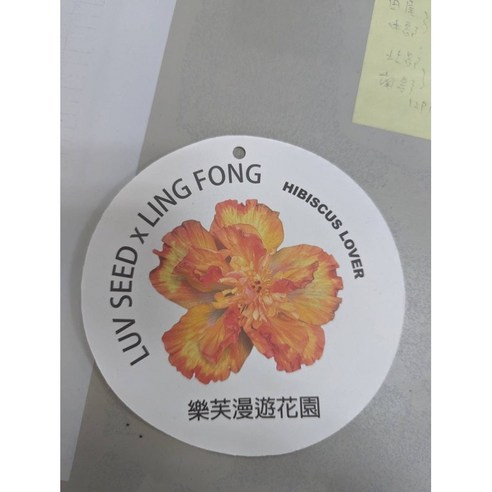 LUV SEED x LING FONG
HIBISCUS LOVER
樂芙漫遊花園